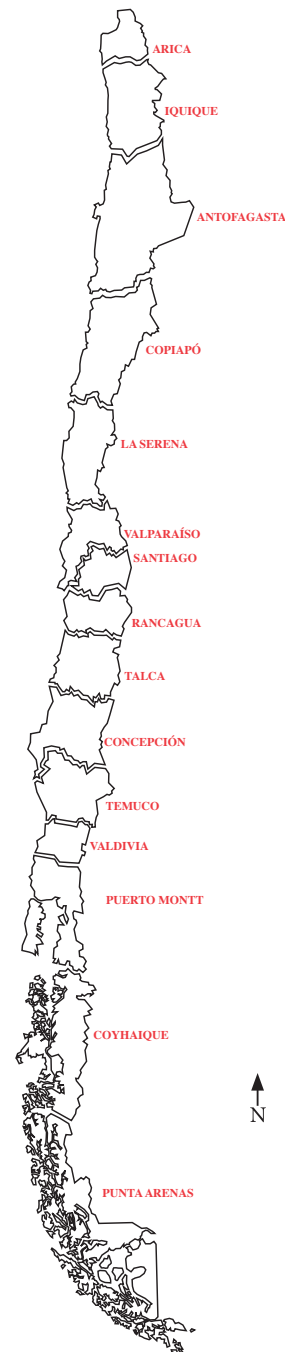 ARICA
IQUIQUE
ANTOFAGASTA
COPIAPÓ
LA SERENA
VALPARAÍSO
SANTIAGO
RANCAGUA
TALCA
CONCEPCIÓN
TEMUCO
VALDIVIA
PUERTO MONTT
COYHAIQUE
N
PUNTA ARENAS